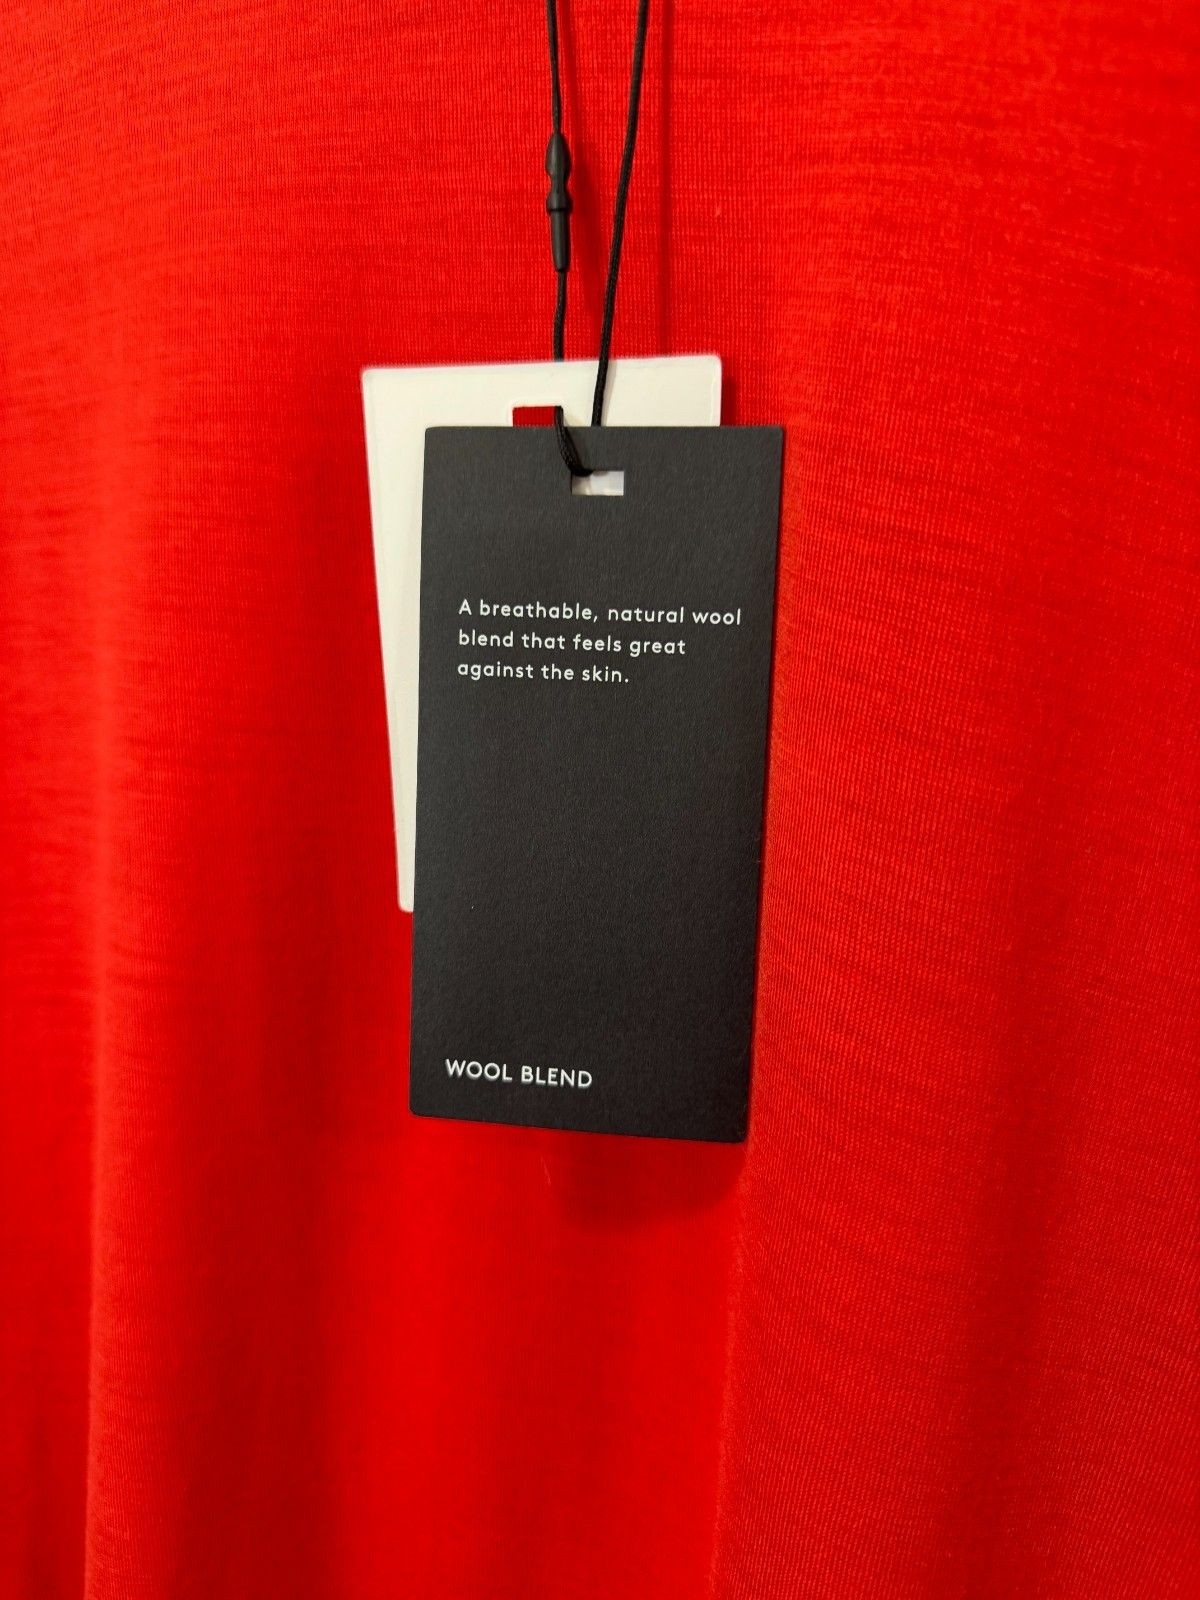 A breathable, natural wool
blend that feels great
against the skin.
WOOL BLEND